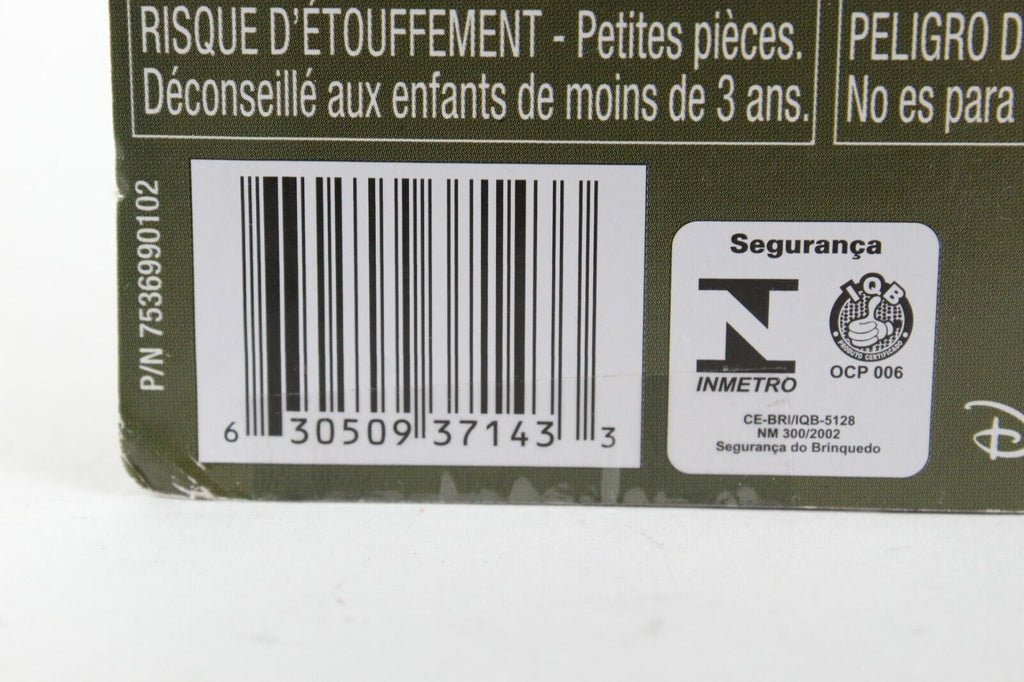 RISQUE D'ÉTOUFFEMENT - Petites pièces.
Déconseillé aux enfants de moins de 3 ans.
PELIGRO D
No es para
P/N 7536990102
6 30509 37143 3
Segurança
INMETRO
IQB
PRODUTO CERTIFICADO
OCP 006
CE-BRI/IQB-5128
NM 300/2002
Segurança do Brinquedo